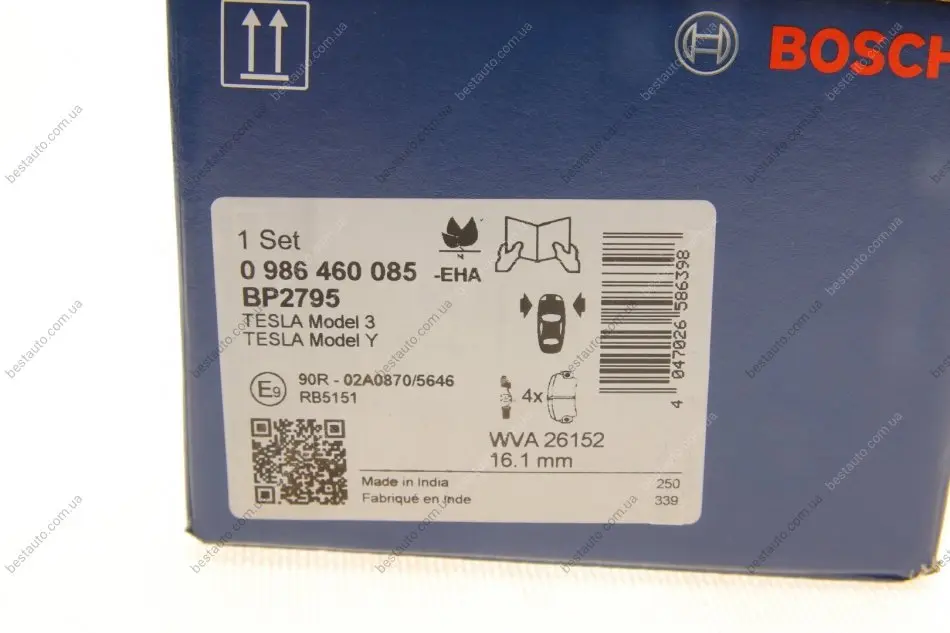 BOSCH
1 Set
0 986 460 085 -EHA
BP2795
TESLA Model 3
TESLA Model Y
E9 90R - 02A0870/5646
RB5151
4x
WVA 26152
16.1 mm
Made in India 250
Fabriqué en Inde 339
4 047026 586398
bestauto.com.ua